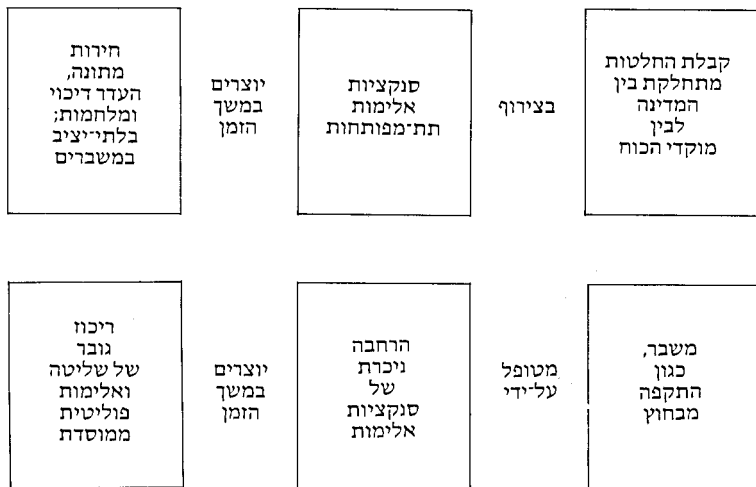 קבלת החלטות
מתחלקת בין
המדינה
לבין
מוקדי הכוח
בצירוף
סנקציות
אלימות
תת־מפותחות
יוצרים
במשך
הזמן
חירות
מתונה,
העדר דיכוי
ומלחמות;
בלתי־יציב
במשברים
משבר,
כגון
התקפה
מבחוץ
מטופל
על־ידי
הרחבה
ניכרת
של
סנקציות
אלימות
יוצרים
במשך
הזמן
ריכוז
גובר
של שליטה
ואלימות
פוליטית
ממוסדת